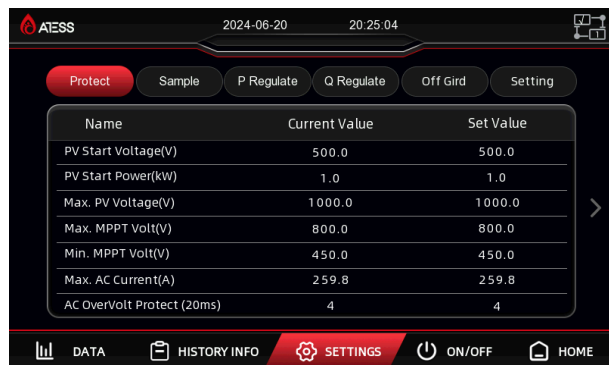 ATESS 2024-06-20 20:25:04
1
Protect Sample P Regulate Q Regulate Off Gird Setting
Name Current Value Set Value
PV Start Voltage(V) 500.0 500.0
PV Start Power(kW) 1.0 1.0
Max. PV Voltage(V) 1000.0 1000.0
Max. MPPT Volt(V) 800.0 800.0
Min. MPPT Volt(V) 450.0 450.0
Max. AC Current(A) 259.8 259.8
AC OverVolt Protect (20ms) 4 4
DATA HISTORY INFO SETTINGS ON/OFF HOME